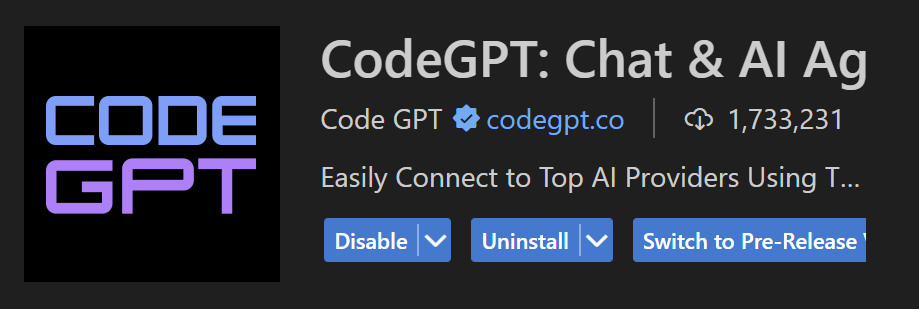 CODE
GPT
CodeGPT: Chat & AI Ag
Code GPT codegpt.co 1,733,231
Easily Connect to Top AI Providers Using T...
Disable Uninstall Switch to Pre-Release